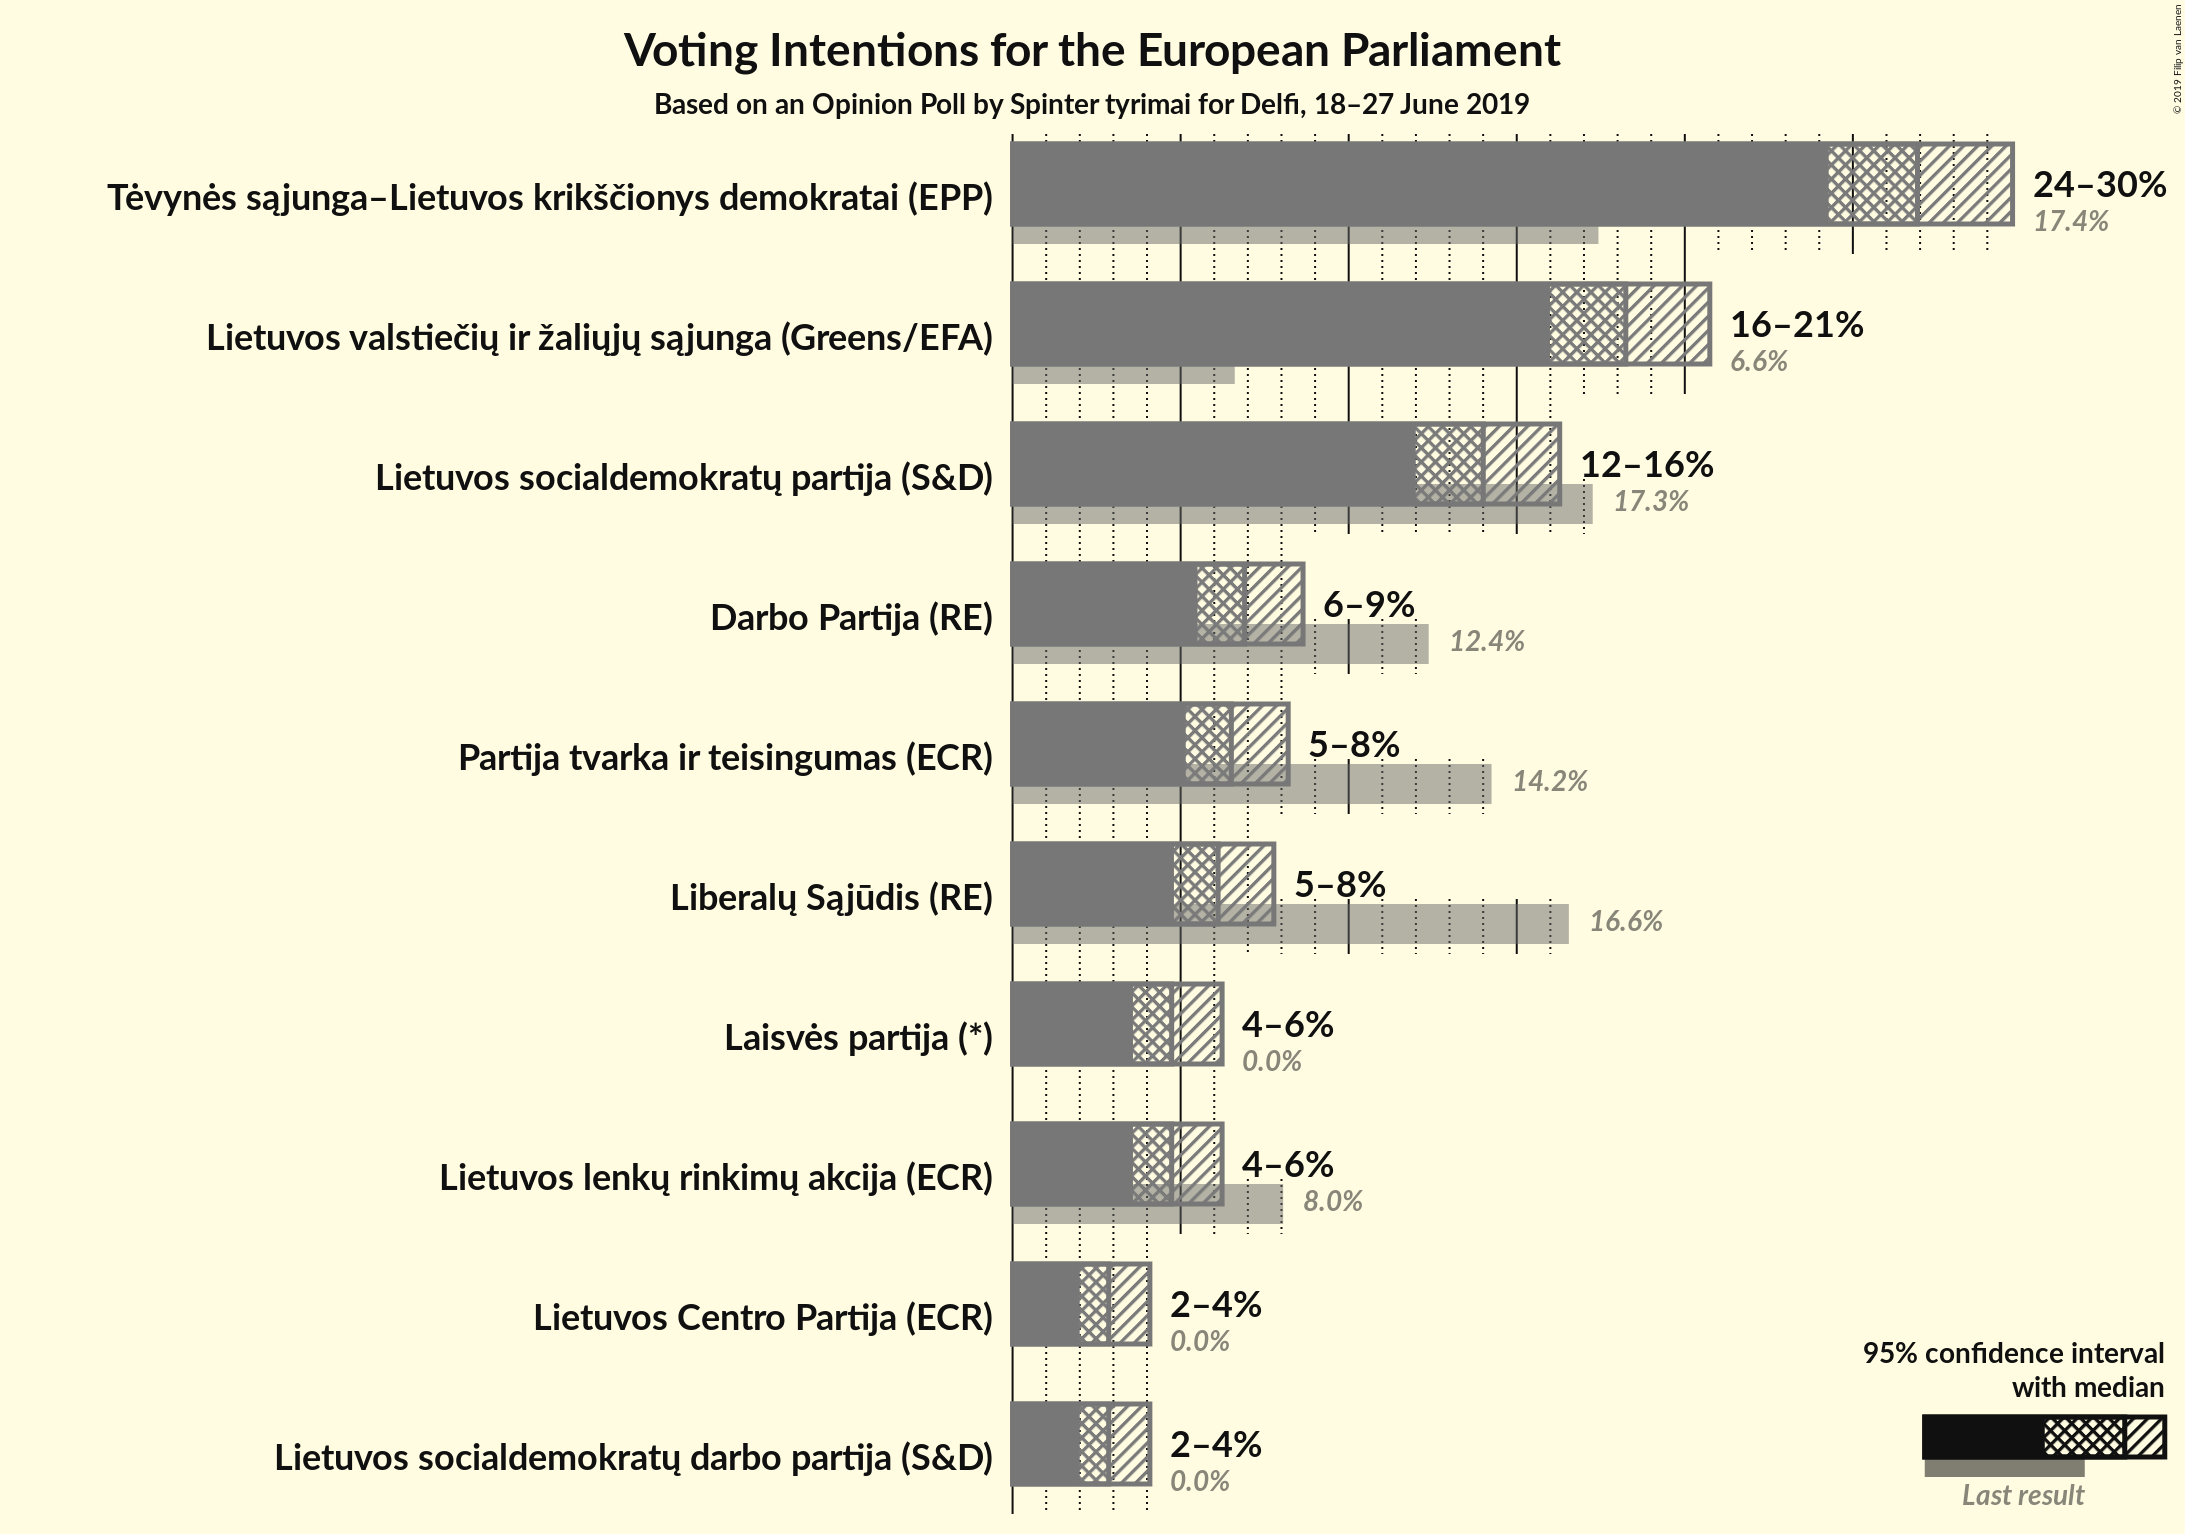 Voting Intentions for the European Parliament
Based on an Opinion Poll by Spinter tyrimai for Delfi, 18–27 June 2019
© 2019 Filip van Laenen
Tėvynės sąjunga–Lietuvos krikščionys demokratai (EPP)
24–30%
17.4%
Lietuvos valstiečių ir žaliųjų sąjunga (Greens/EFA)
16–21%
6.6%
Lietuvos socialdemokratų partija (S&D)
12–16%
17.3%
Darbo Partija (RE)
6–9%
12.4%
Partija tvarka ir teisingumas (ECR)
5–8%
14.2%
Liberalų Sąjūdis (RE)
5–8%
16.6%
Laisvės partija (*)
4–6%
0.0%
Lietuvos lenkų rinkimų akcija (ECR)
4–6%
8.0%
Lietuvos Centro Partija (ECR)
2–4%
0.0%
Lietuvos socialdemokratų darbo partija (S&D)
2–4%
0.0%
95% confidence interval
with median
Last result